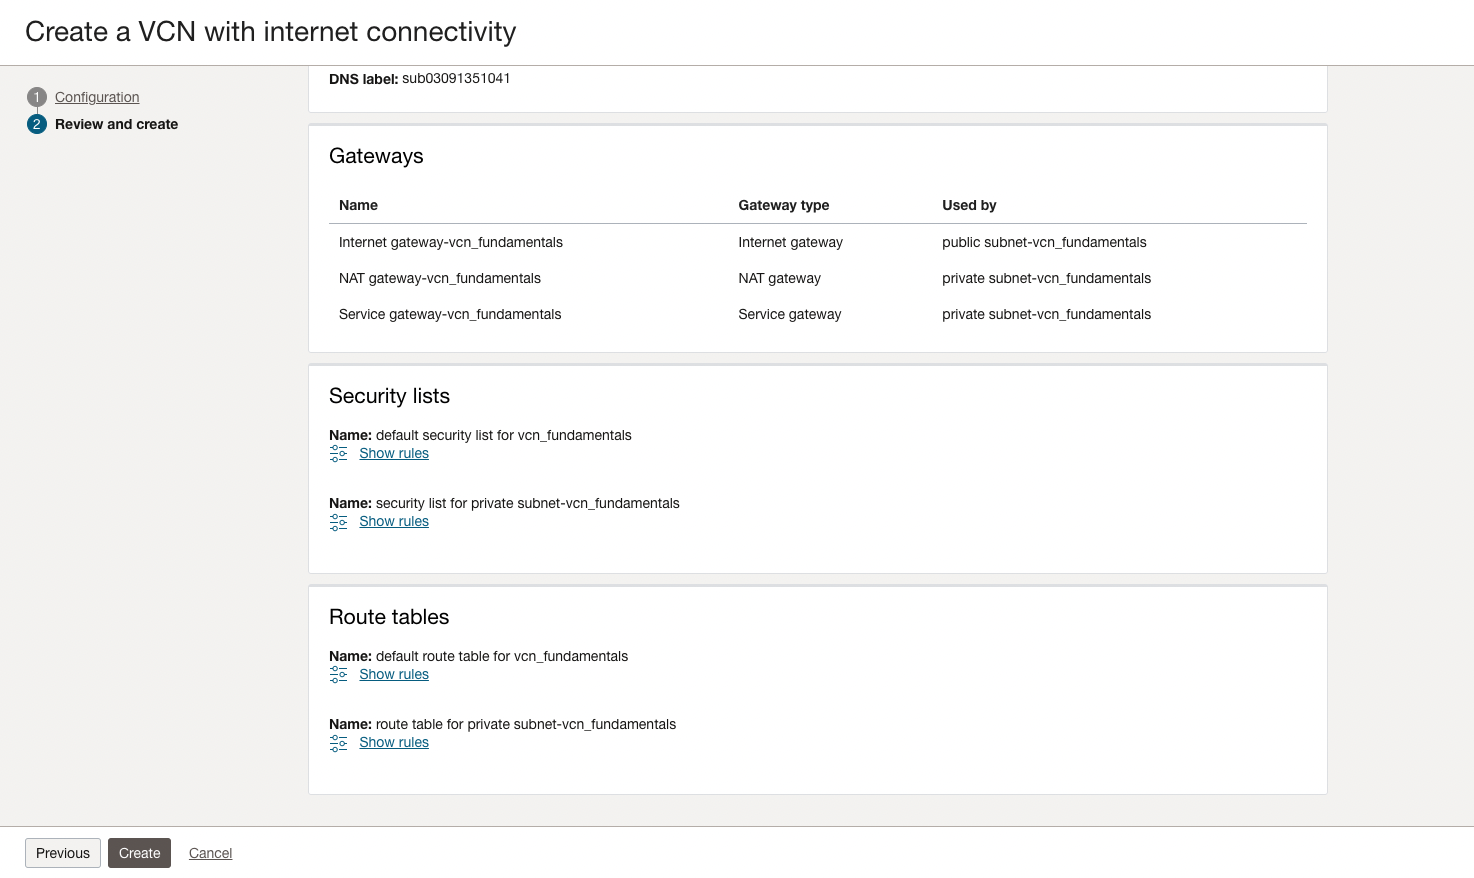 Create a VCN with internet connectivity
1 Configuration
2 Review and create
DNS label: sub03091351041
Gateways
Name Gateway type Used by
Internet gateway-vcn_fundamentals Internet gateway public subnet-vcn_fundamentals
NAT gateway-vcn_fundamentals NAT gateway private subnet-vcn_fundamentals
Service gateway-vcn_fundamentals Service gateway private subnet-vcn_fundamentals
Security lists
Name: default security list for vcn_fundamentals
Show rules
Name: security list for private subnet-vcn_fundamentals
Show rules
Route tables
Name: default route table for vcn_fundamentals
Show rules
Name: route table for private subnet-vcn_fundamentals
Show rules
Previous Create Cancel